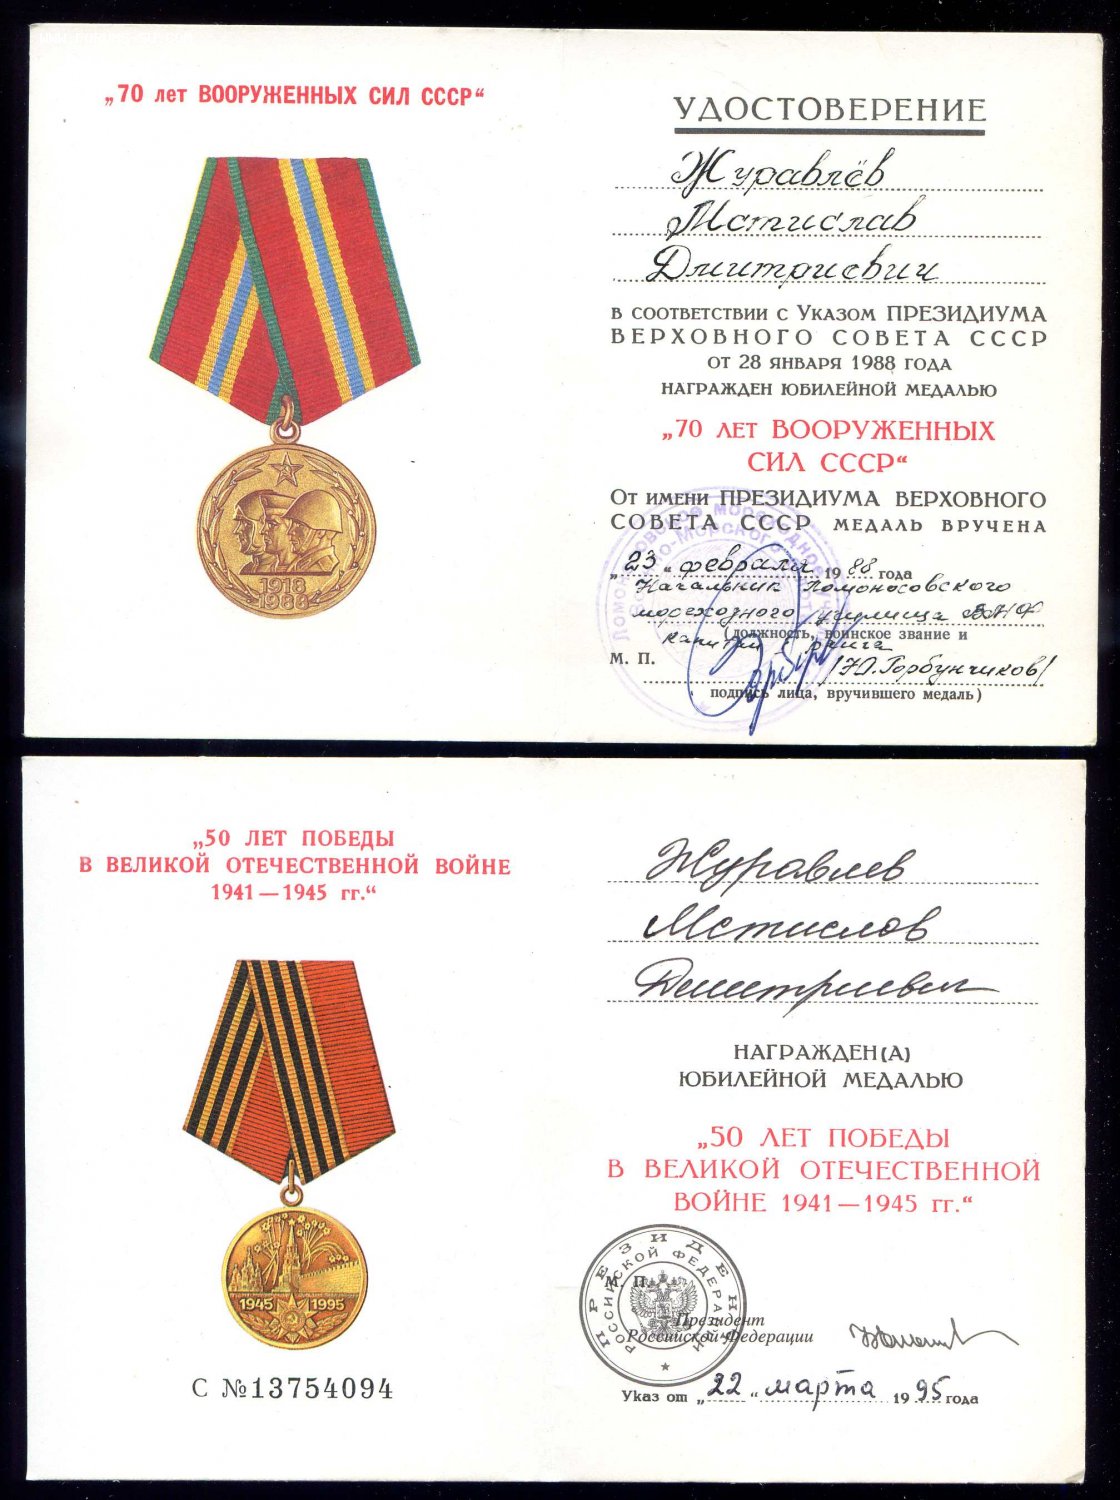 „70 лет ВООРУЖЕННЫХ СИЛ СССР“
1918
1988
УДОСТОВЕРЕНИЕ
Журавлёв
Мстислав
Дмитриевич
в соответствии с Указом ПРЕЗИДИУМА
ВЕРХОВНОГО СОВЕТА СССР
от 28 января 1988 года
награжден юбилейной медалью
„70 лет ВООРУЖЕННЫХ
СИЛ СССР“
От имени ПРЕЗИДИУМА ВЕРХОВНОГО
СОВЕТА СССР медаль вручена
„23“ февраля 1988 года
Начальник Ломоносовского
мореходного училища ВМФ
(должность, воинское звание и
капитан I ранга
М. П.
/Ю.Горбунчиков/
подпись лица, вручившего медаль)
„50 ЛЕТ ПОБЕДЫ
В ВЕЛИКОЙ ОТЕЧЕСТВЕННОЙ ВОЙНЕ
1941—1945 гг.“
1945 1995
С №13754094
Журавлев
Мстислов
Дмитриевич
НАГРАЖДЕН(А)
ЮБИЛЕЙНОЙ МЕДАЛЬЮ
„50 ЛЕТ ПОБЕДЫ
В ВЕЛИКОЙ ОТЕЧЕСТВЕННОЙ
ВОЙНЕ 1941—1945 гг.“
ПРЕЗИДЕНТ
РОССИЙСКОЙ ФЕДЕРАЦИИ
М. П.
Президент
Российской Федерации
Указ от „22“ марта 1995 года